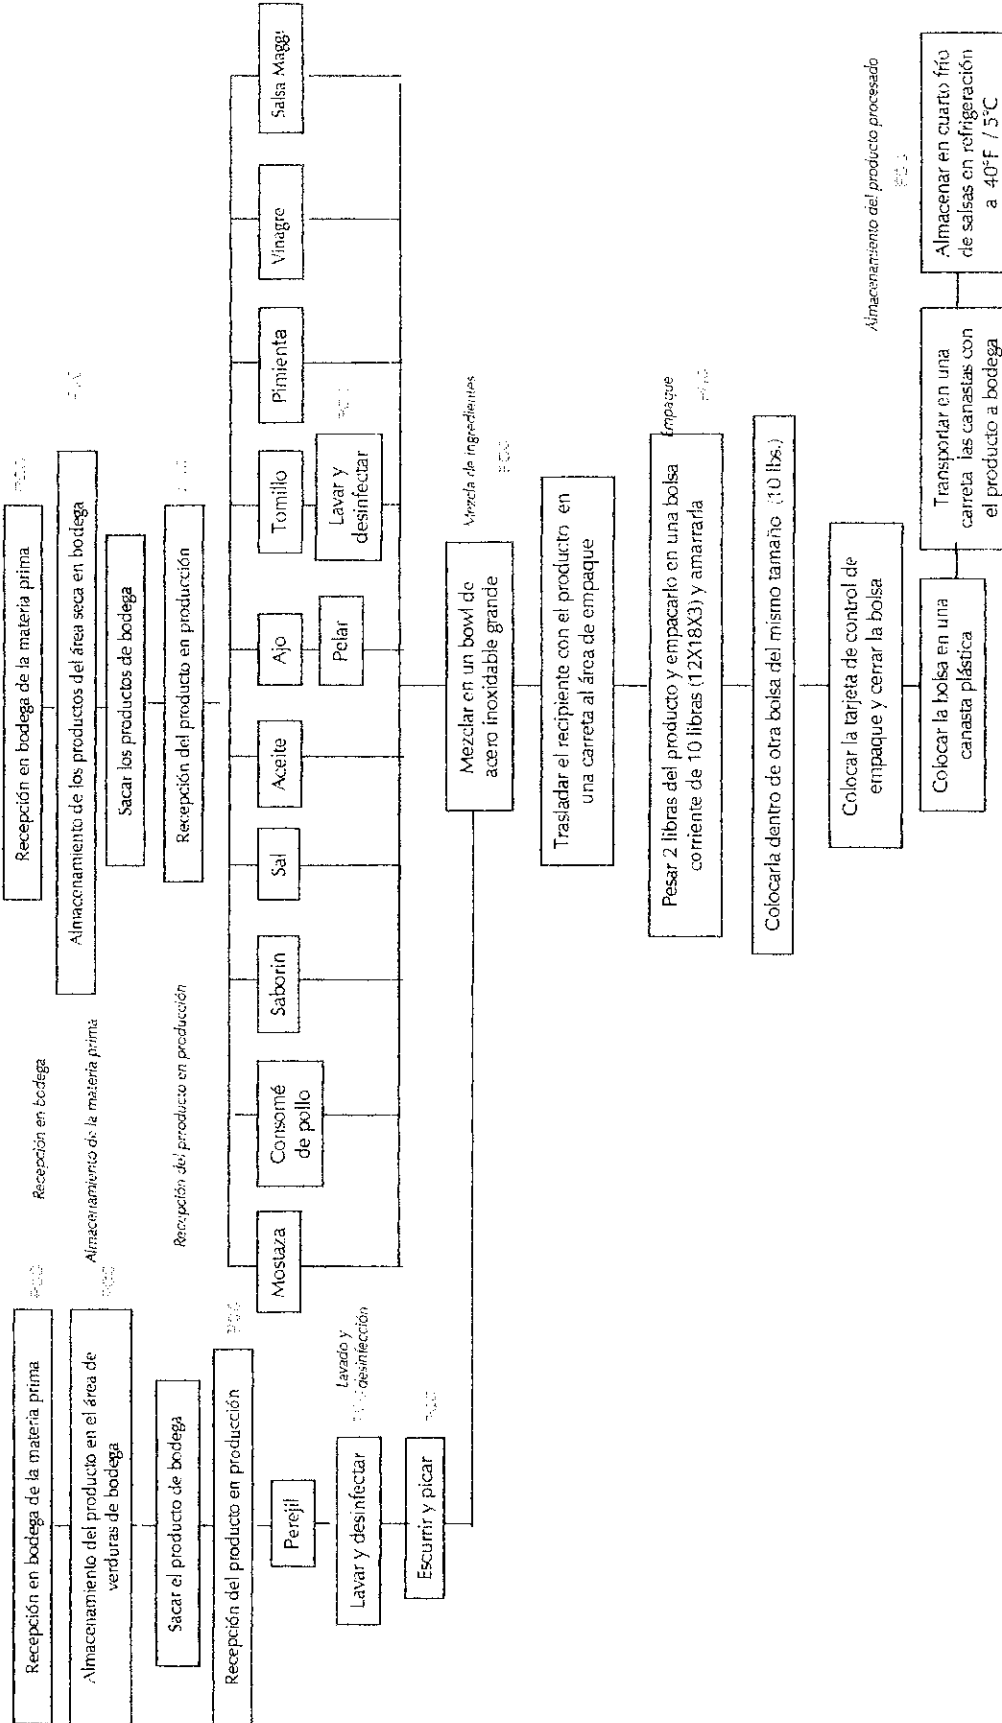 Recepción en bodega de la materia prima
Almacenamiento del producto en el área de
verduras de bodega
Sacar el producto de bodega
Recepción del producto en producción
Perejil
Lavar y desinfectar
Lavado y
desinfección
Escurrir y picar
Recepción en bodega
Almacenamiento de la materia prima
Recepción del producto en producción
Recepción en bodega de la materia prima
Almacenamiento de los productos del área seca en bodega
Sacar los productos de bodega
Recepción del producto en producción
Mostaza
Consomé
de pollo
Saborin
Sal
Aceite
Ajo
Pelar
Tomillo
Lavar y
desinfectar
Pimienta
Vinagre
Salsa Maggi
Mezcla de ingredientes
Mezclar en un bowl de
acero inoxidable grande
Trasladar el recipiente con el producto en
una carreta al área de empaque
Empaque
Pesar 2 libras del producto y empacarlo en una bolsa
corriente de 10 libras (12X18X3) y amarrarla
Colocarla dentro de otra bolsa del mismo tamaño (10 lbs.)
Colocar la tarjeta de control de
empaque y cerrar la bolsa
Colocar la bolsa en una
canasta plástica
Transportar en una
carreta las canastas con
el producto a bodega
Almacenamiento del producto procesado
Almacenar en cuarto frío
de salsas en refrigeración
a 40°F / 5°C